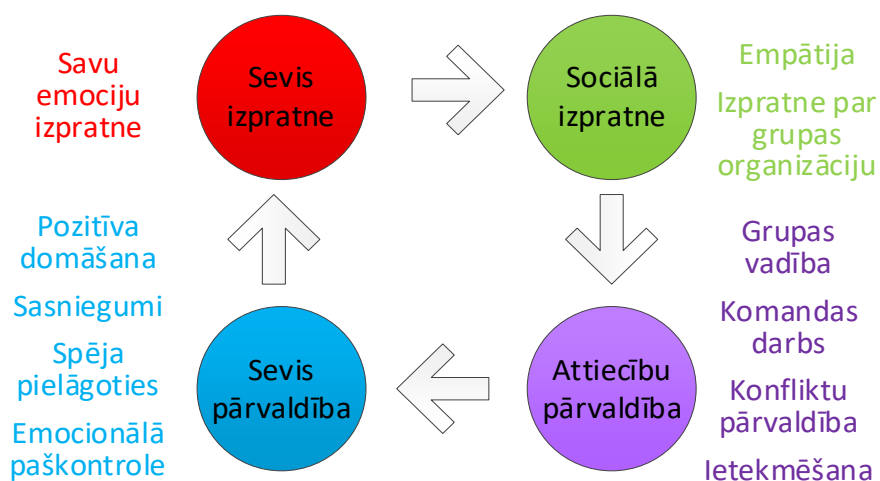 Savu
emociju
izpratne
Sevis
izpratne
Sociālā
izpratne
Empātija
Izpratne par
grupas
organizāciju
Pozitīva
domāšana
Sasniegumi
Spēja
pielāgoties
Emocionālā
paškontrole
Sevis
pārvaldība
Attiecību
pārvaldība
Grupas
vadība
Komandas
darbs
Konfliktu
pārvaldība
Ietekmēšana